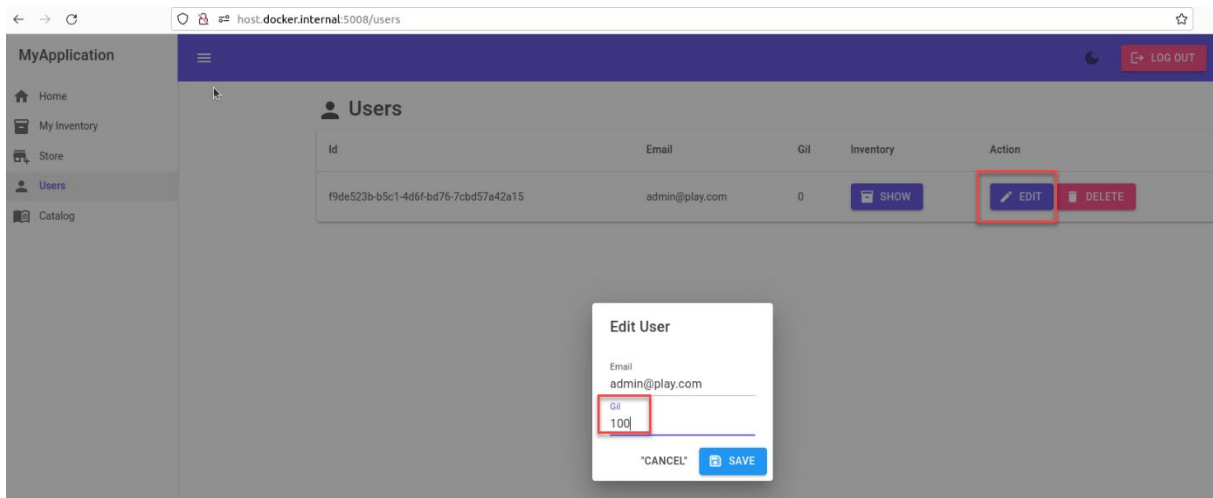 host.docker.internal:5008/users
MyApplication
LOG OUT
Home
My Inventory
Store
Users
Catalog
Users
Id Email Gil Inventory Action
f9de523b-b5c1-4d6f-bd76-7cbd57a42a15 admin@play.com 0 SHOW EDIT DELETE
Edit User
Email
admin@play.com
Gil
100
"CANCEL" SAVE